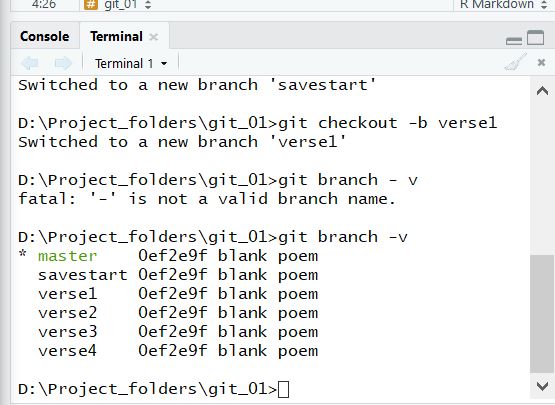 4:26 # git_01 R Markdown
Console Terminal
Terminal 1
Switched to a new branch 'savestart'
D:\Project_folders\git_01>git checkout -b verse1
Switched to a new branch 'verse1'
D:\Project_folders\git_01>git branch - v
fatal: '-' is not a valid branch name.
D:\Project_folders\git_01>git branch -v
* master 0ef2e9f blank poem
savestart 0ef2e9f blank poem
verse1 0ef2e9f blank poem
verse2 0ef2e9f blank poem
verse3 0ef2e9f blank poem
verse4 0ef2e9f blank poem
D:\Project_folders\git_01>